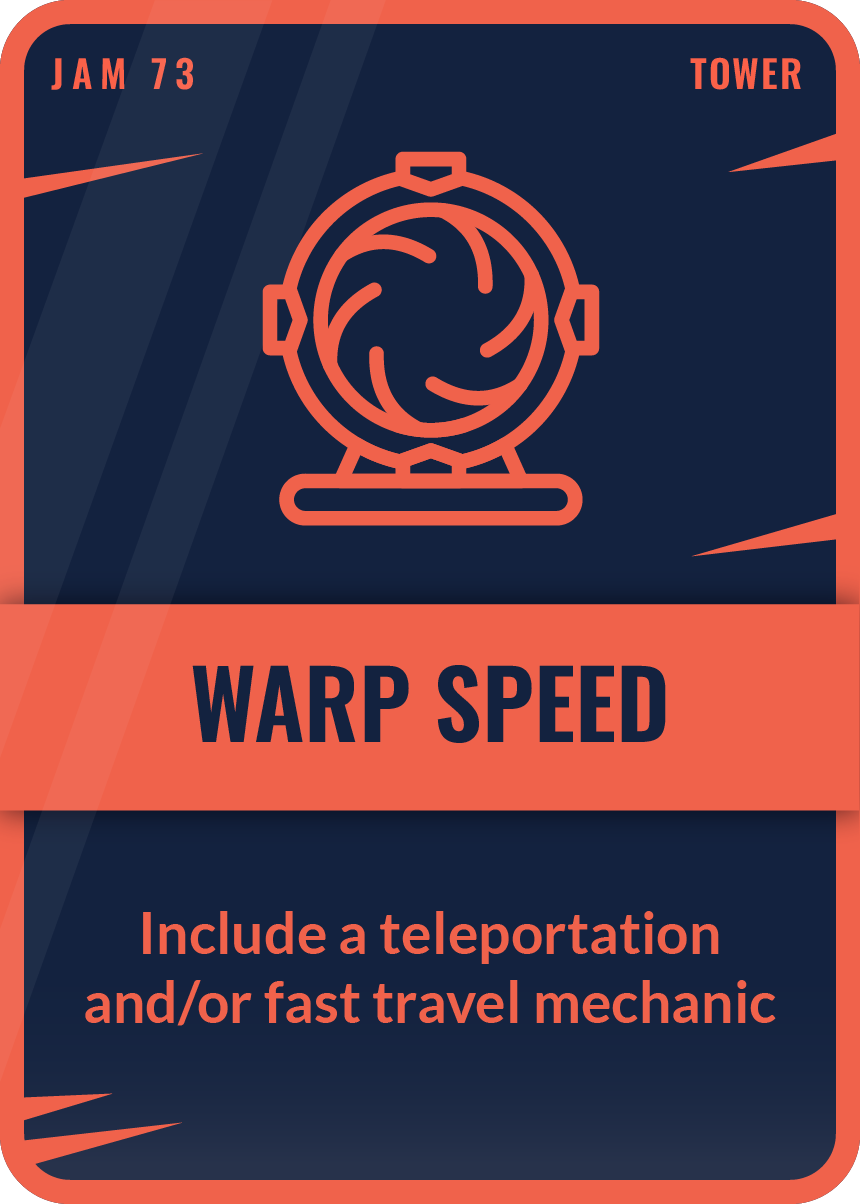 JAM 73
TOWER
WARP SPEED
Include a teleportation
and/or fast travel mechanic